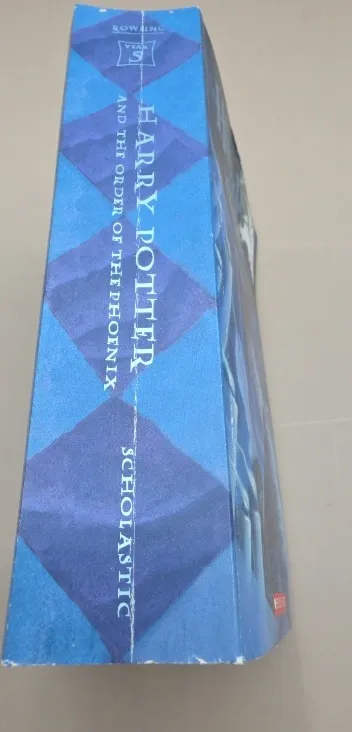 ROWLING
YEAR
5
HARRY POTTER
AND THE ORDER OF THE PHOENIX
SCHOLASTIC